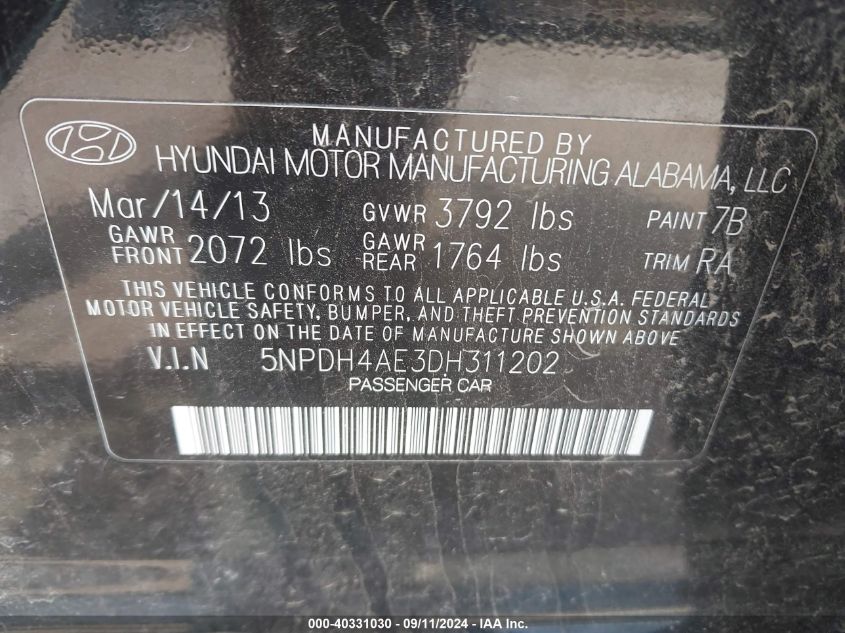 MANUFACTURED BY
HYUNDAI MOTOR MANUFACTURING ALABAMA, LLC
Mar/14/13 GVWR 3792 lbs PAINT 7B
GAWR FRONT 2072 lbs GAWR REAR 1764 lbs TRIM RA
THIS VEHICLE CONFORMS TO ALL APPLICABLE U.S.A. FEDERAL
MOTOR VEHICLE SAFETY, BUMPER, AND THEFT PREVENTION STANDARDS
IN EFFECT ON THE DATE OF MANUFACTURE SHOWN ABOVE
V.I.N 5NPDH4AE3DH311202
PASSENGER CAR
000-40331030 - 09/11/2024 - IAA Inc.